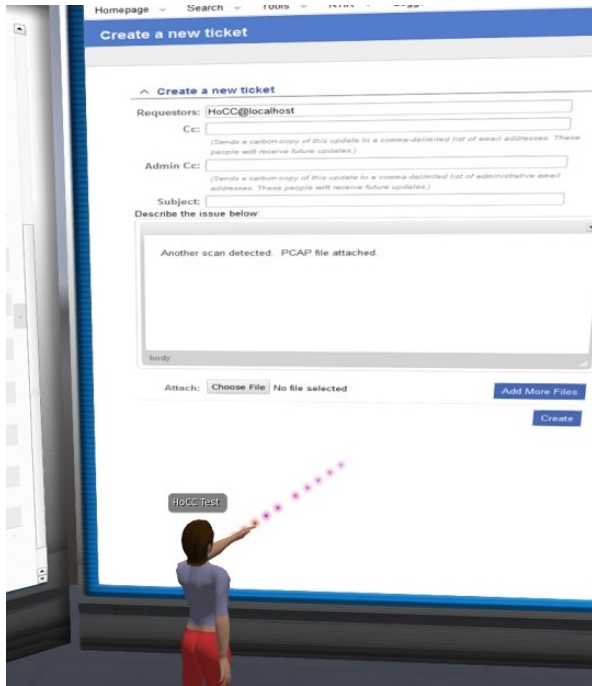 Homepage Search Tools
Create a new ticket
Create a new ticket
Requestors: HoCC@localhost
Cc:
(Sends a carbon-copy of this update to a comma-delimited list of email addresses. These
people will receive future updates.)
Admin Cc:
(Sends a carbon-copy of this update to a comma-delimited list of administrative email
addresses. These people will receive future updates.)
Subject:
Describe the issue below:
Another scan detected. PCAP file attached.
body
Attach: Choose File No file selected
Add More Files
Create
HoCC Test